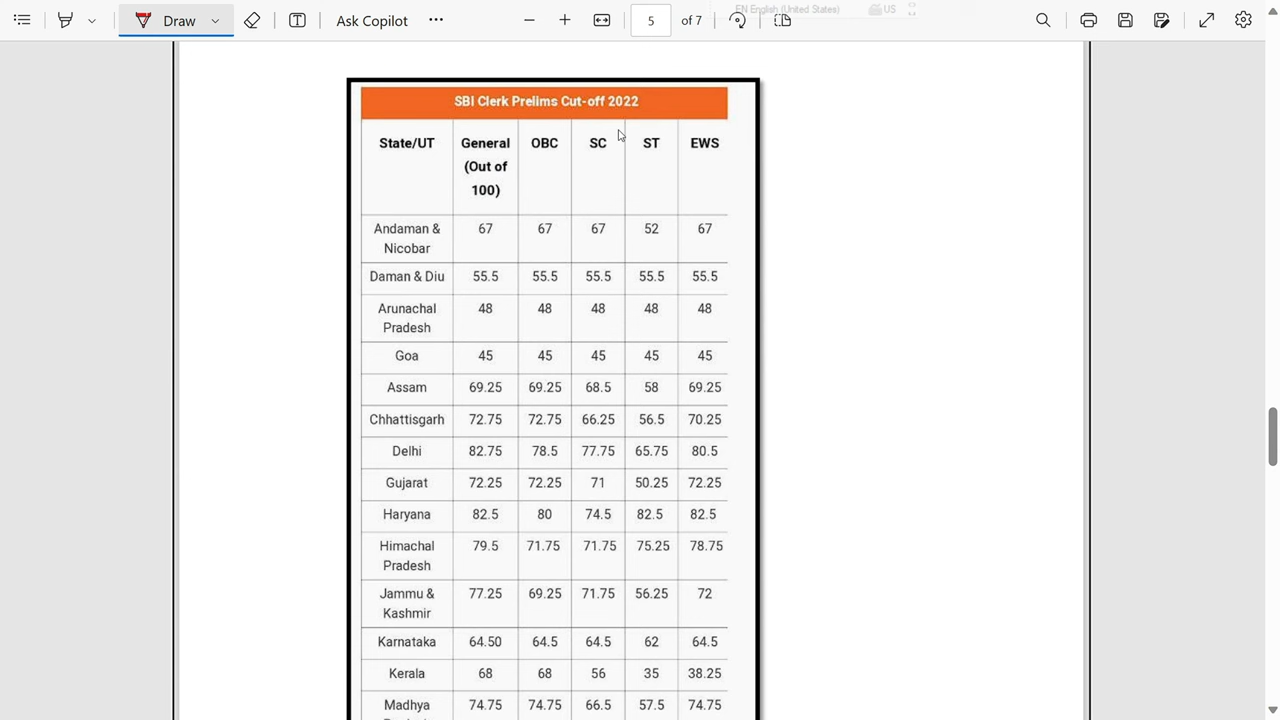 Draw
Ask Copilot
5 of 7
EN English (United States) US
SBI Clerk Prelims Cut-off 2022
State/UT General (Out of 100) OBC SC ST EWS
Andaman & Nicobar 67 67 67 52 67
Daman & Diu 55.5 55.5 55.5 55.5 55.5
Arunachal Pradesh 48 48 48 48 48
Goa 45 45 45 45 45
Assam 69.25 69.25 68.5 58 69.25
Chhattisgarh 72.75 72.75 66.25 56.5 70.25
Delhi 82.75 78.5 77.75 65.75 80.5
Gujarat 72.25 72.25 71 50.25 72.25
Haryana 82.5 80 74.5 82.5 82.5
Himachal Pradesh 79.5 71.75 71.75 75.25 78.75
Jammu & Kashmir 77.25 69.25 71.75 56.25 72
Karnataka 64.50 64.5 64.5 62 64.5
Kerala 68 68 56 35 38.25
Madhya 74.75 74.75 66.5 57.5 74.75